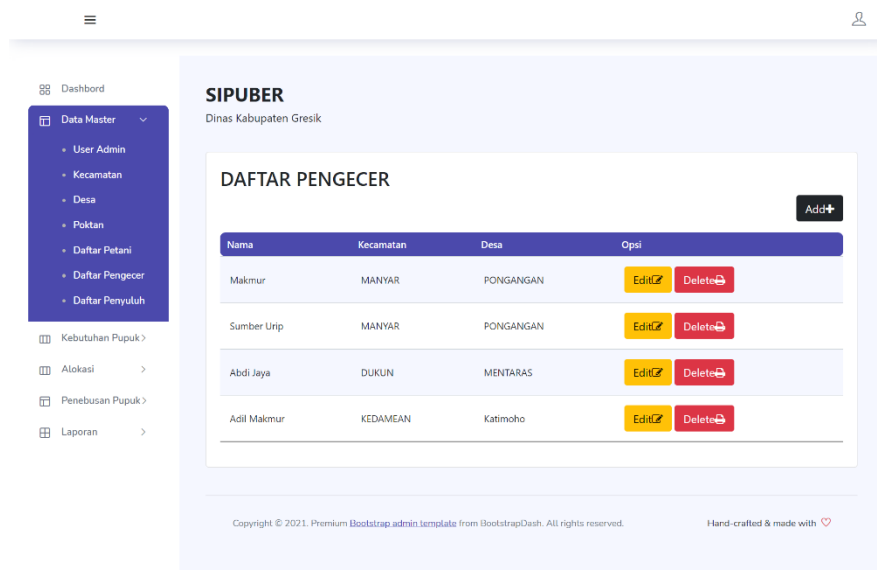 Dashbord
Data Master
User Admin
Kecamatan
Desa
Poktan
Daftar Petani
Daftar Pengecer
Daftar Penyuluh
Kebutuhan Pupuk
Alokasi
Penebusan Pupuk
Laporan
SIPUBER
Dinas Kabupaten Gresik
DAFTAR PENGECER
Add
Nama Kecamatan Desa Opsi
Makmur MANYAR PONGANGAN Edit Delete
Sumber Urip MANYAR PONGANGAN Edit Delete
Abdi Jaya DUKUN MENTARAS Edit Delete
Adil Makmur KEDAMEAN Katimoho Edit Delete
Copyright © 2021. Premium Bootstrap admin template from BootstrapDash. All rights reserved. Hand-crafted & made with